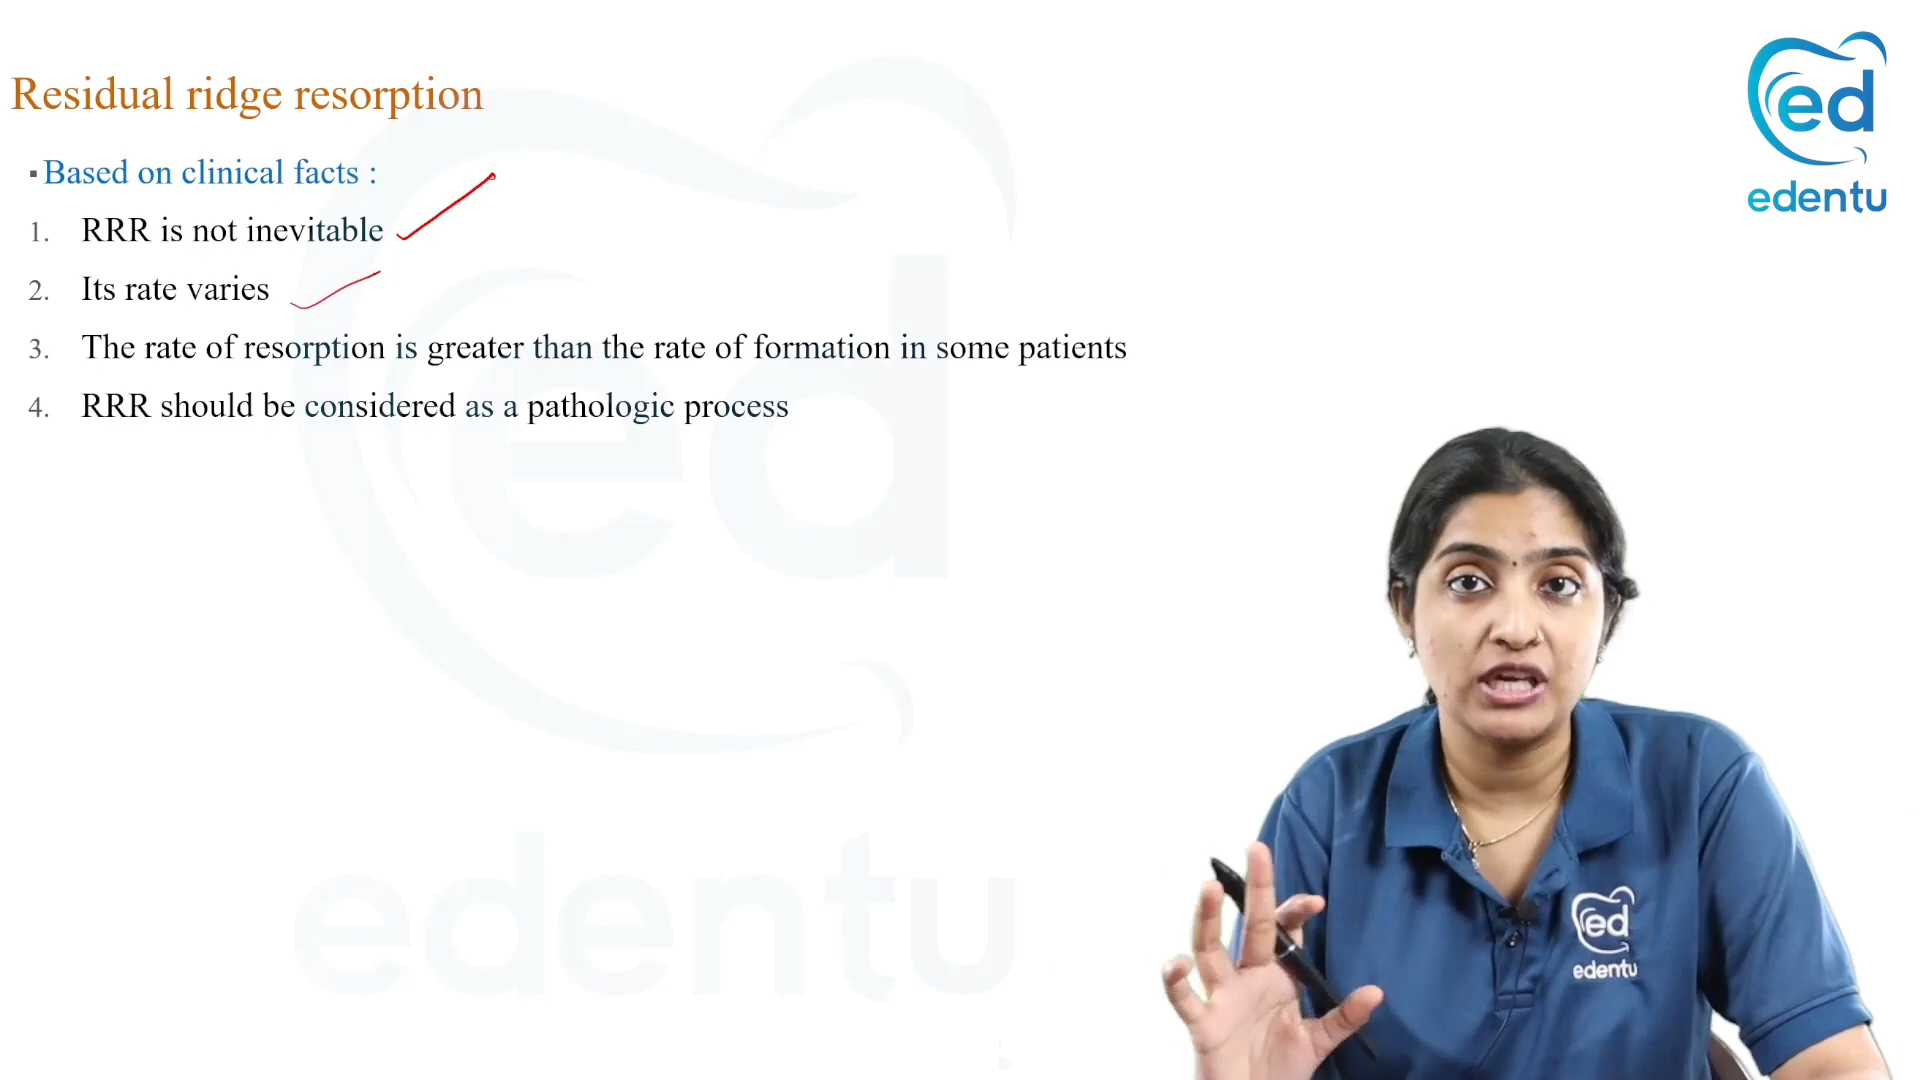 Residual ridge resorption
▪Based on clinical facts :
1. RRR is not inevitable
2. Its rate varies
3. The rate of resorption is greater than the rate of formation in some patients
4. RRR should be considered as a pathologic process
ed
edentu
ed
edentu
ed
edentu